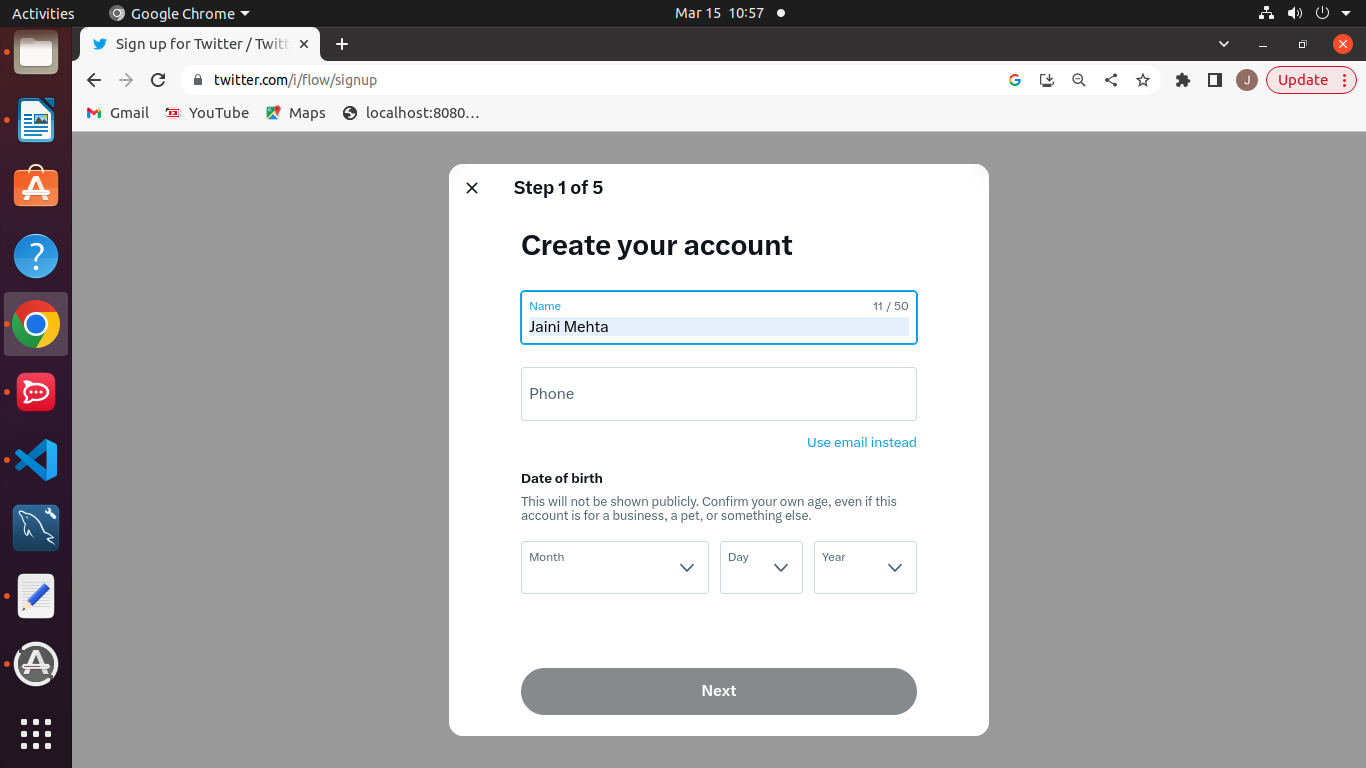 Activities Google Chrome Mar 15 10:57
Sign up for Twitter / Twitt
twitter.com/i/flow/signup J Update
Gmail YouTube Maps localhost:8080…
Step 1 of 5
Create your account
Name 11 / 50
Jaini Mehta
Phone
Use email instead
Date of birth
This will not be shown publicly. Confirm your own age, even if this
account is for a business, a pet, or something else.
Month Day Year
Next